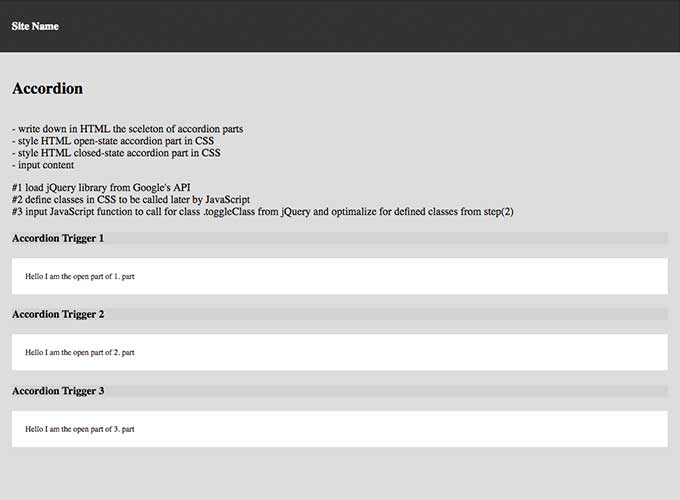 Site Name
Accordion
- write down in HTML the sceleton of accordion parts
- style HTML open-state accordion part in CSS
- style HTML closed-state accordion part in CSS
- input content
#1 load jQuery library from Google's API
#2 define classes in CSS to be called later by JavaScript
#3 input JavaScript function to call for class .toggleClass from jQuery and optimalize for defined classes from step(2)
Accordion Trigger 1
Hello I am the open part of 1. part
Accordion Trigger 2
Hello I am the open part of 2. part
Accordion Trigger 3
Hello I am the open part of 3. part